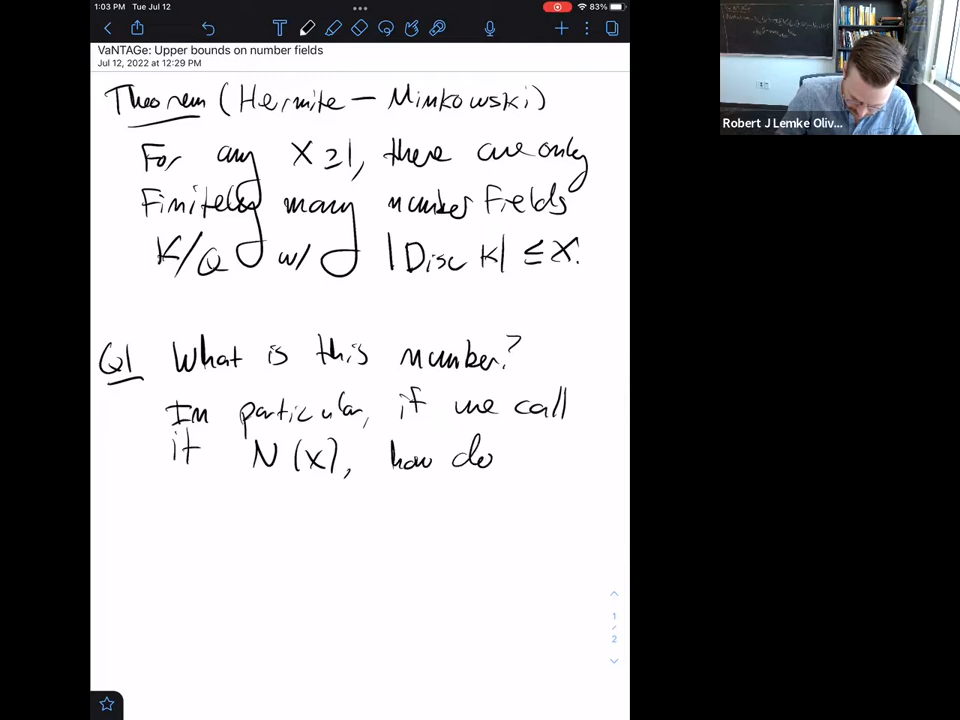 1:03 PM Tue Jul 12
83%
VaNTAGe: Upper bounds on number fields
Jul 12, 2022 at 12:29 PM
Theorem (Hermite - Minkowski)
For any X ≥ 1, there are only
Finitely many number fields
K/Q w/ |Disc K| ≤ X.
Q1 What is this number?
In particular, if we call
it N(X), how do
1
/
2
Robert J Lemke Oliv...